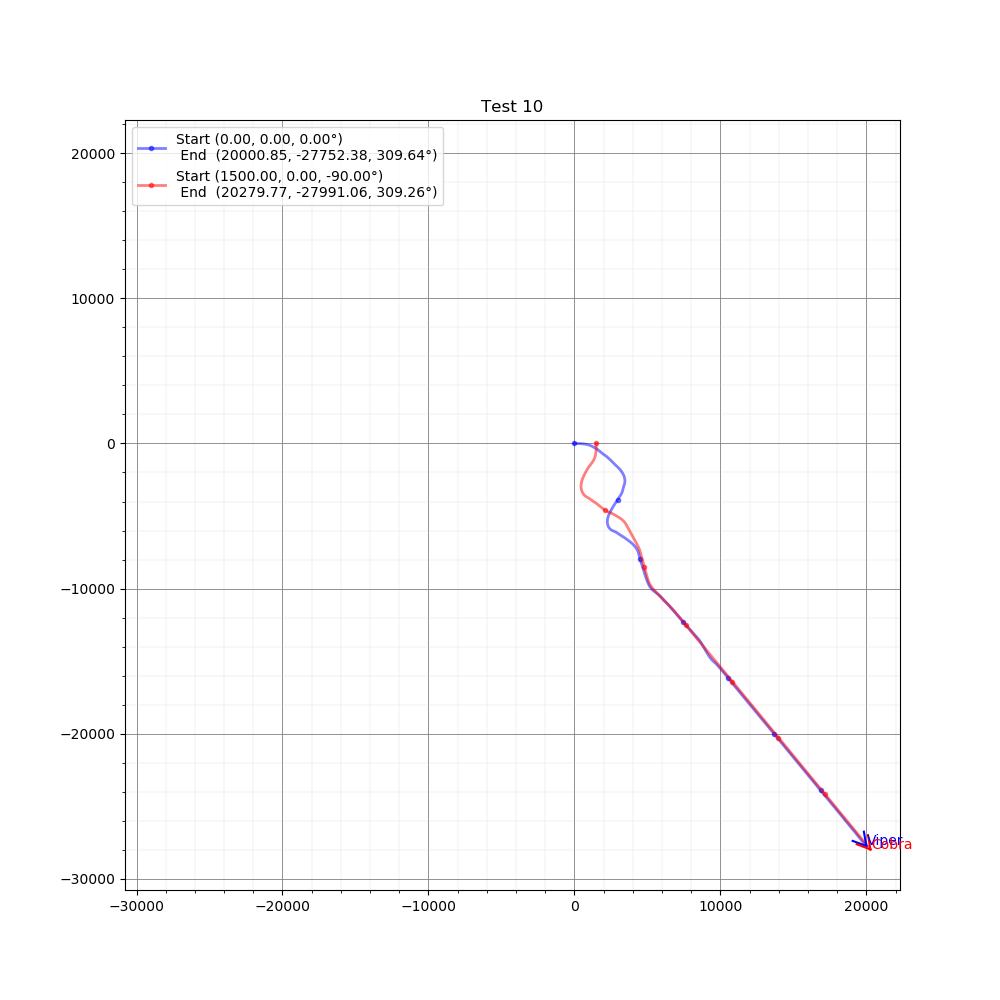 Test 10
Start (0.00, 0.00, 0.00°)
End  (20000.85, -27752.38, 309.64°)
Start (1500.00, 0.00, -90.00°)
End  (20279.77, -27991.06, 309.26°)
20000
10000
0
−10000
−20000
−30000
Viper
Cobra
−30000
−20000
−10000
0
10000
20000